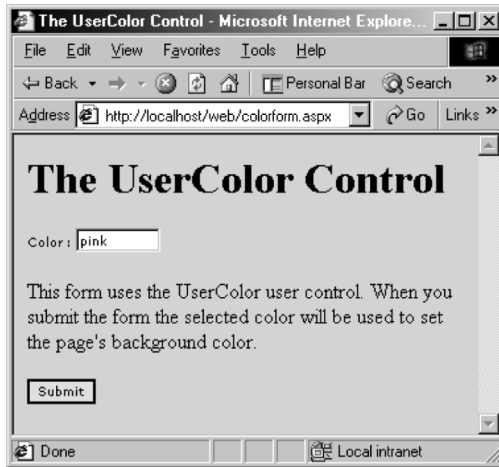 The UserColor Control - Microsoft Internet Explore...
File Edit View Favorites Tools Help
Back Personal Bar Search »
Address http://localhost/web/colorform.aspx Go Links »
The UserColor Control
Color: pink
This form uses the UserColor user control. When you
submit the form the selected color will be used to set
the page's background color.
Submit
Done Local intranet